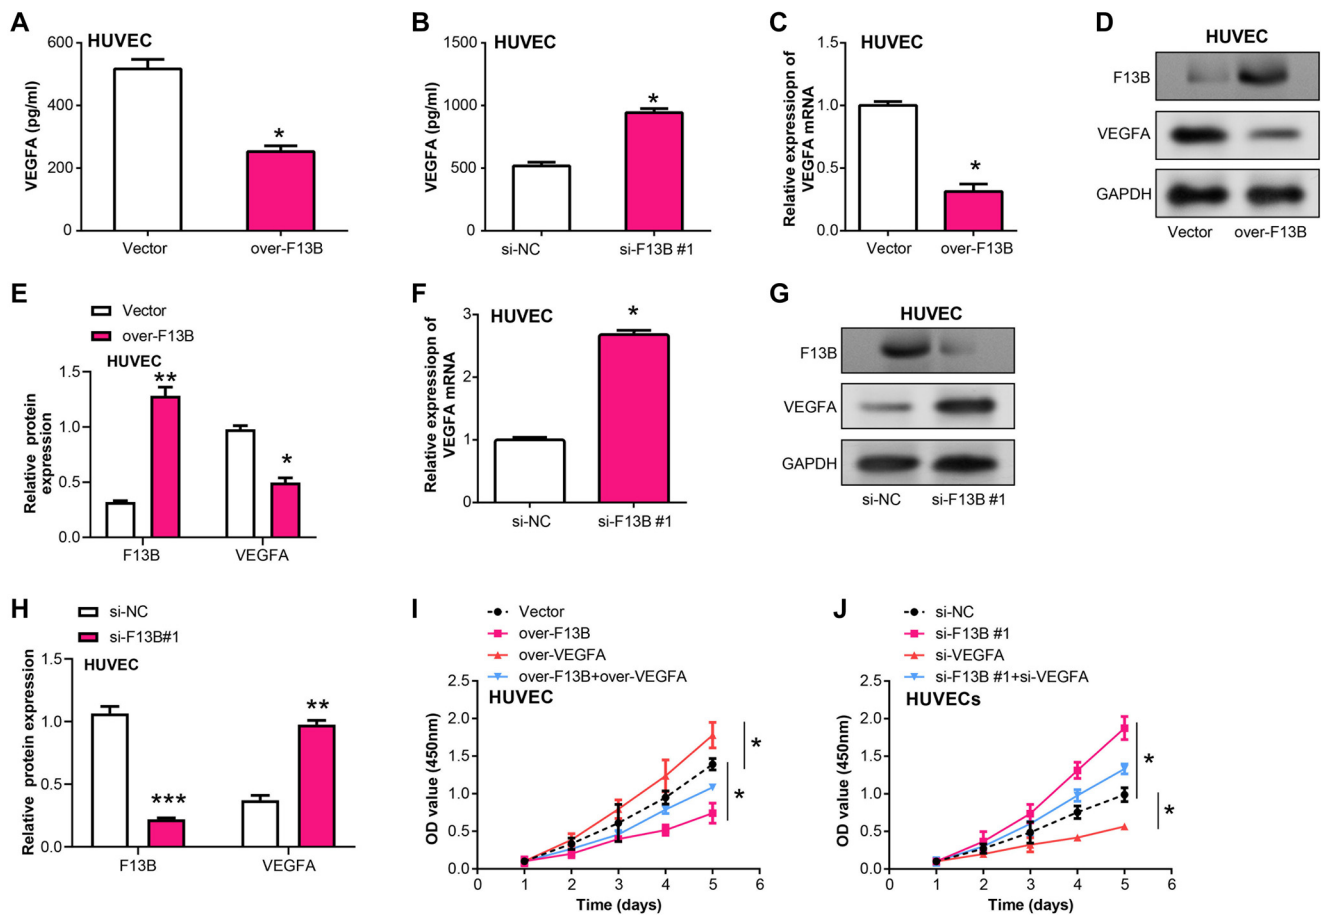 A
HUVEC
VEGFA (pg/ml)
600
400
200
0
*
Vector
over-F13B
B
HUVEC
VEGFA (pg/ml)
1500
1000
500
0
*
si-NC
si-F13B #1
C
HUVEC
Relative expressiopn of
VEGFA mRNA
1.5
1.0
0.5
0.0
*
Vector
over-F13B
D
HUVEC
F13B
VEGFA
GAPDH
Vector
over-F13B
E
Vector
over-F13B
HUVEC
Relative protein
expression
1.5
1.0
0.5
0.0
**
*
F13B
VEGFA
F
HUVEC
Relative expressiopn of
VEGFA mRNA
3
2
1
0
*
si-NC
si-F13B #1
G
HUVEC
F13B
VEGFA
GAPDH
si-NC
si-F13B #1
H
si-NC
si-F13B#1
HUVEC
Relative protein expression
1.5
1.0
0.5
0.0
***
**
F13B
VEGFA
I
Vector
over-F13B
over-VEGFA
over-F13B+over-VEGFA
HUVEC
OD value (450nm)
2.5
2.0
1.5
1.0
0.5
0.0
*
*
0 1 2 3 4 5 6
Time (days)
J
si-NC
si-F13B #1
si-VEGFA
si-F13B #1+si-VEGFA
HUVECs
OD value (450nm)
2.5
2.0
1.5
1.0
0.5
0.0
*
*
0 1 2 3 4 5 6
Time (days)